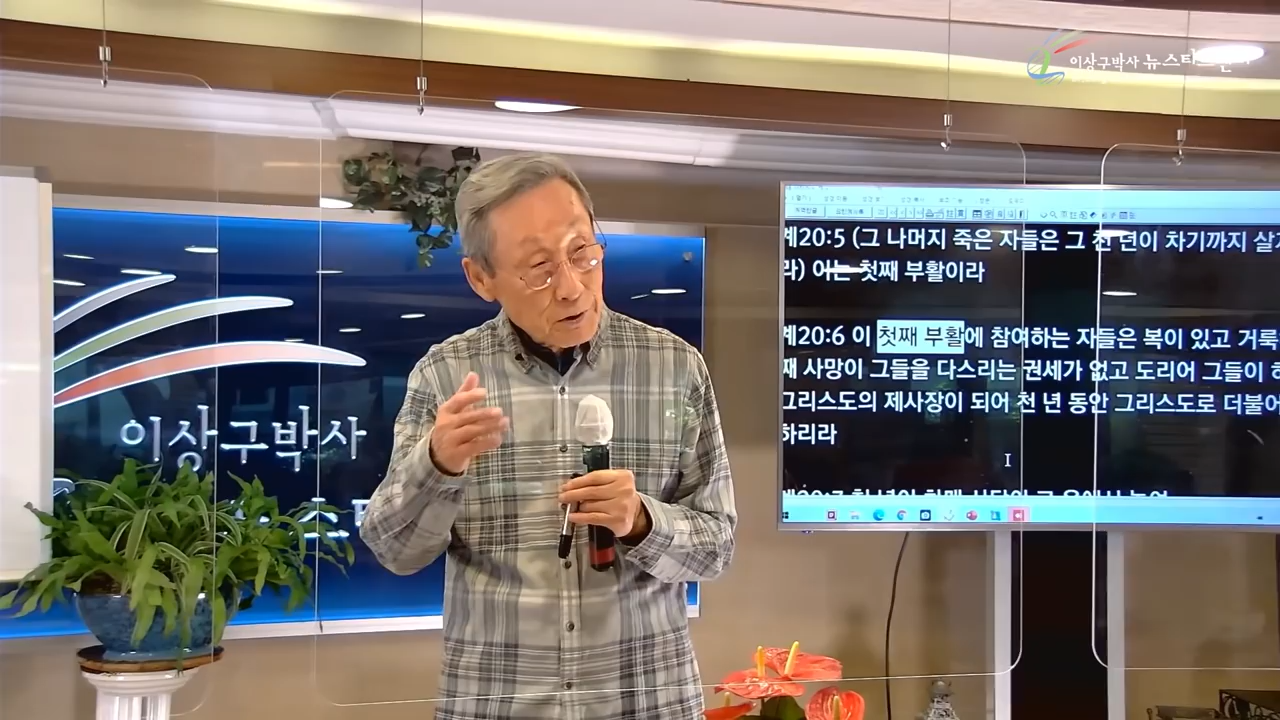 이상구박사 뉴스타트센터
계20:5 (그 나머지 죽은 자들은 그 천 년이 차기까지 살지
라) 이는 첫째 부활이라
계20:6 이 첫째 부활에 참여하는 자들은 복이 있고 거룩
째 사망이 그들을 다스리는 권세가 없고 도리어 그들이 하
그리스도의 제사장이 되어 천 년 동안 그리스도로 더불어
하리라
이상구박사
뉴스타